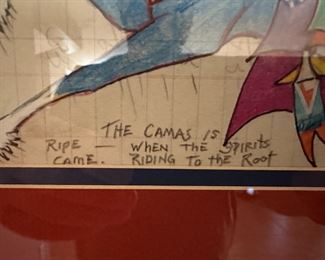 THE CAMAS IS
RIPE — WHEN THE SPIRITS
CAME. RIDING TO the ROOT